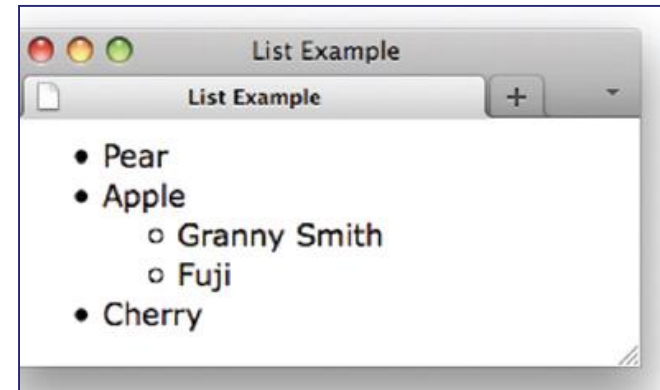 List Example
List Example
Pear
Apple
Granny Smith
Fuji
Cherry